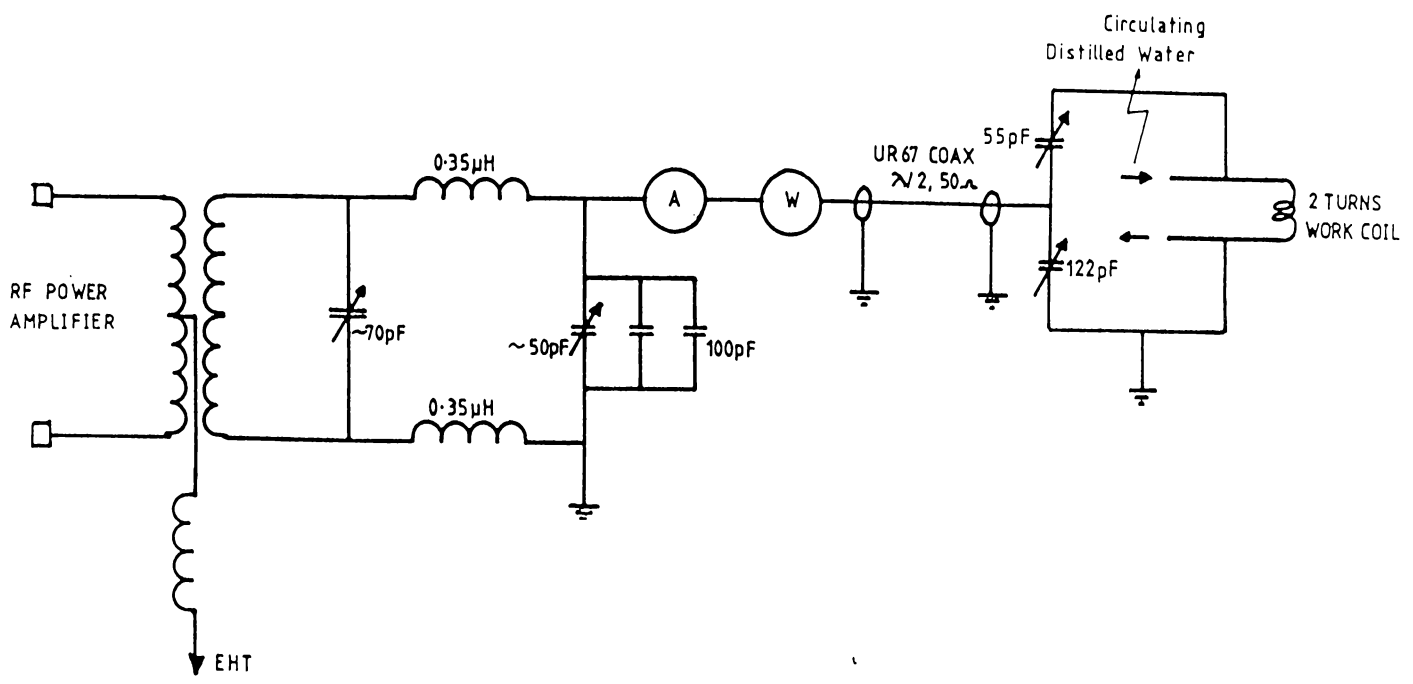 Circulating
Distilled Water
55pF
UR67 COAX
λ/2, 50Ω
0·35µH
A
W
2 TURNS
WORK COIL
122pF
RF POWER
AMPLIFIER
~70pF
~50pF
100pF
0·35µH
EHT